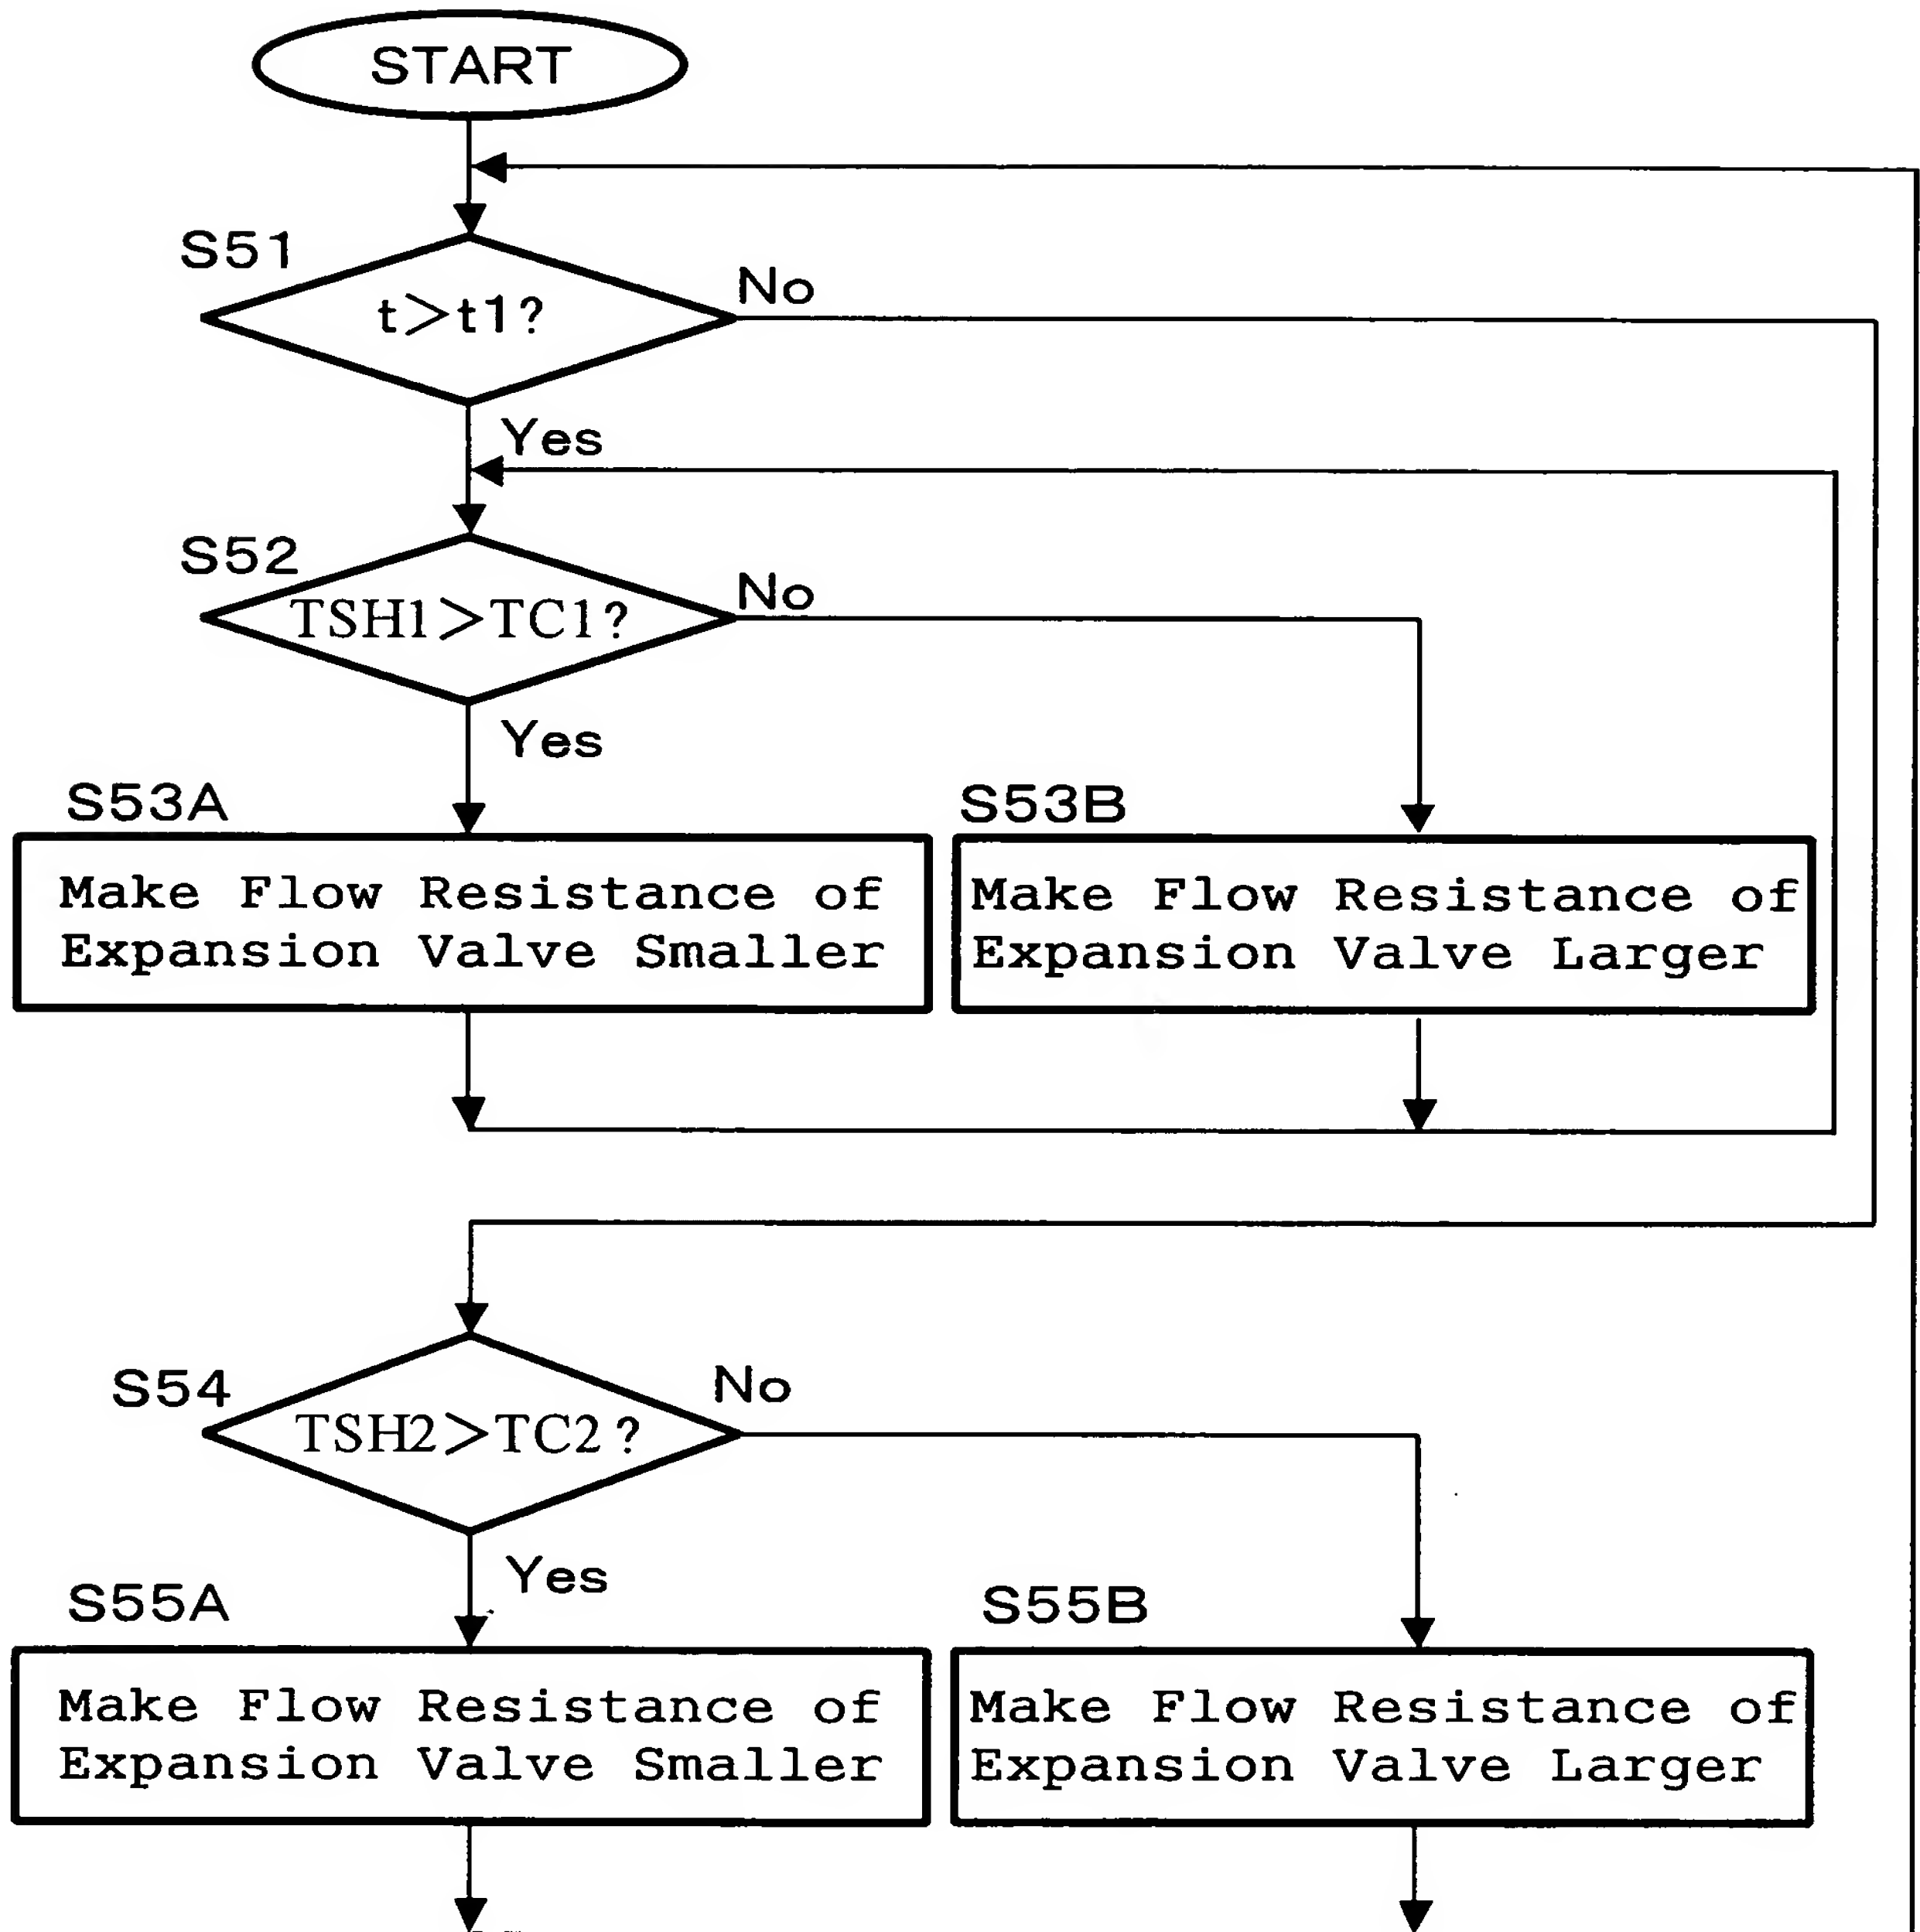 START
S51
t>t1?
No
Yes
S52
TSH1>TC1?
No
Yes
S53A
Make Flow Resistance of
Expansion Valve Smaller
S53B
Make Flow Resistance of
Expansion Valve Larger
S54
TSH2>TC2?
No
Yes
S55A
Make Flow Resistance of
Expansion Valve Smaller
S55B
Make Flow Resistance of
Expansion Valve Larger